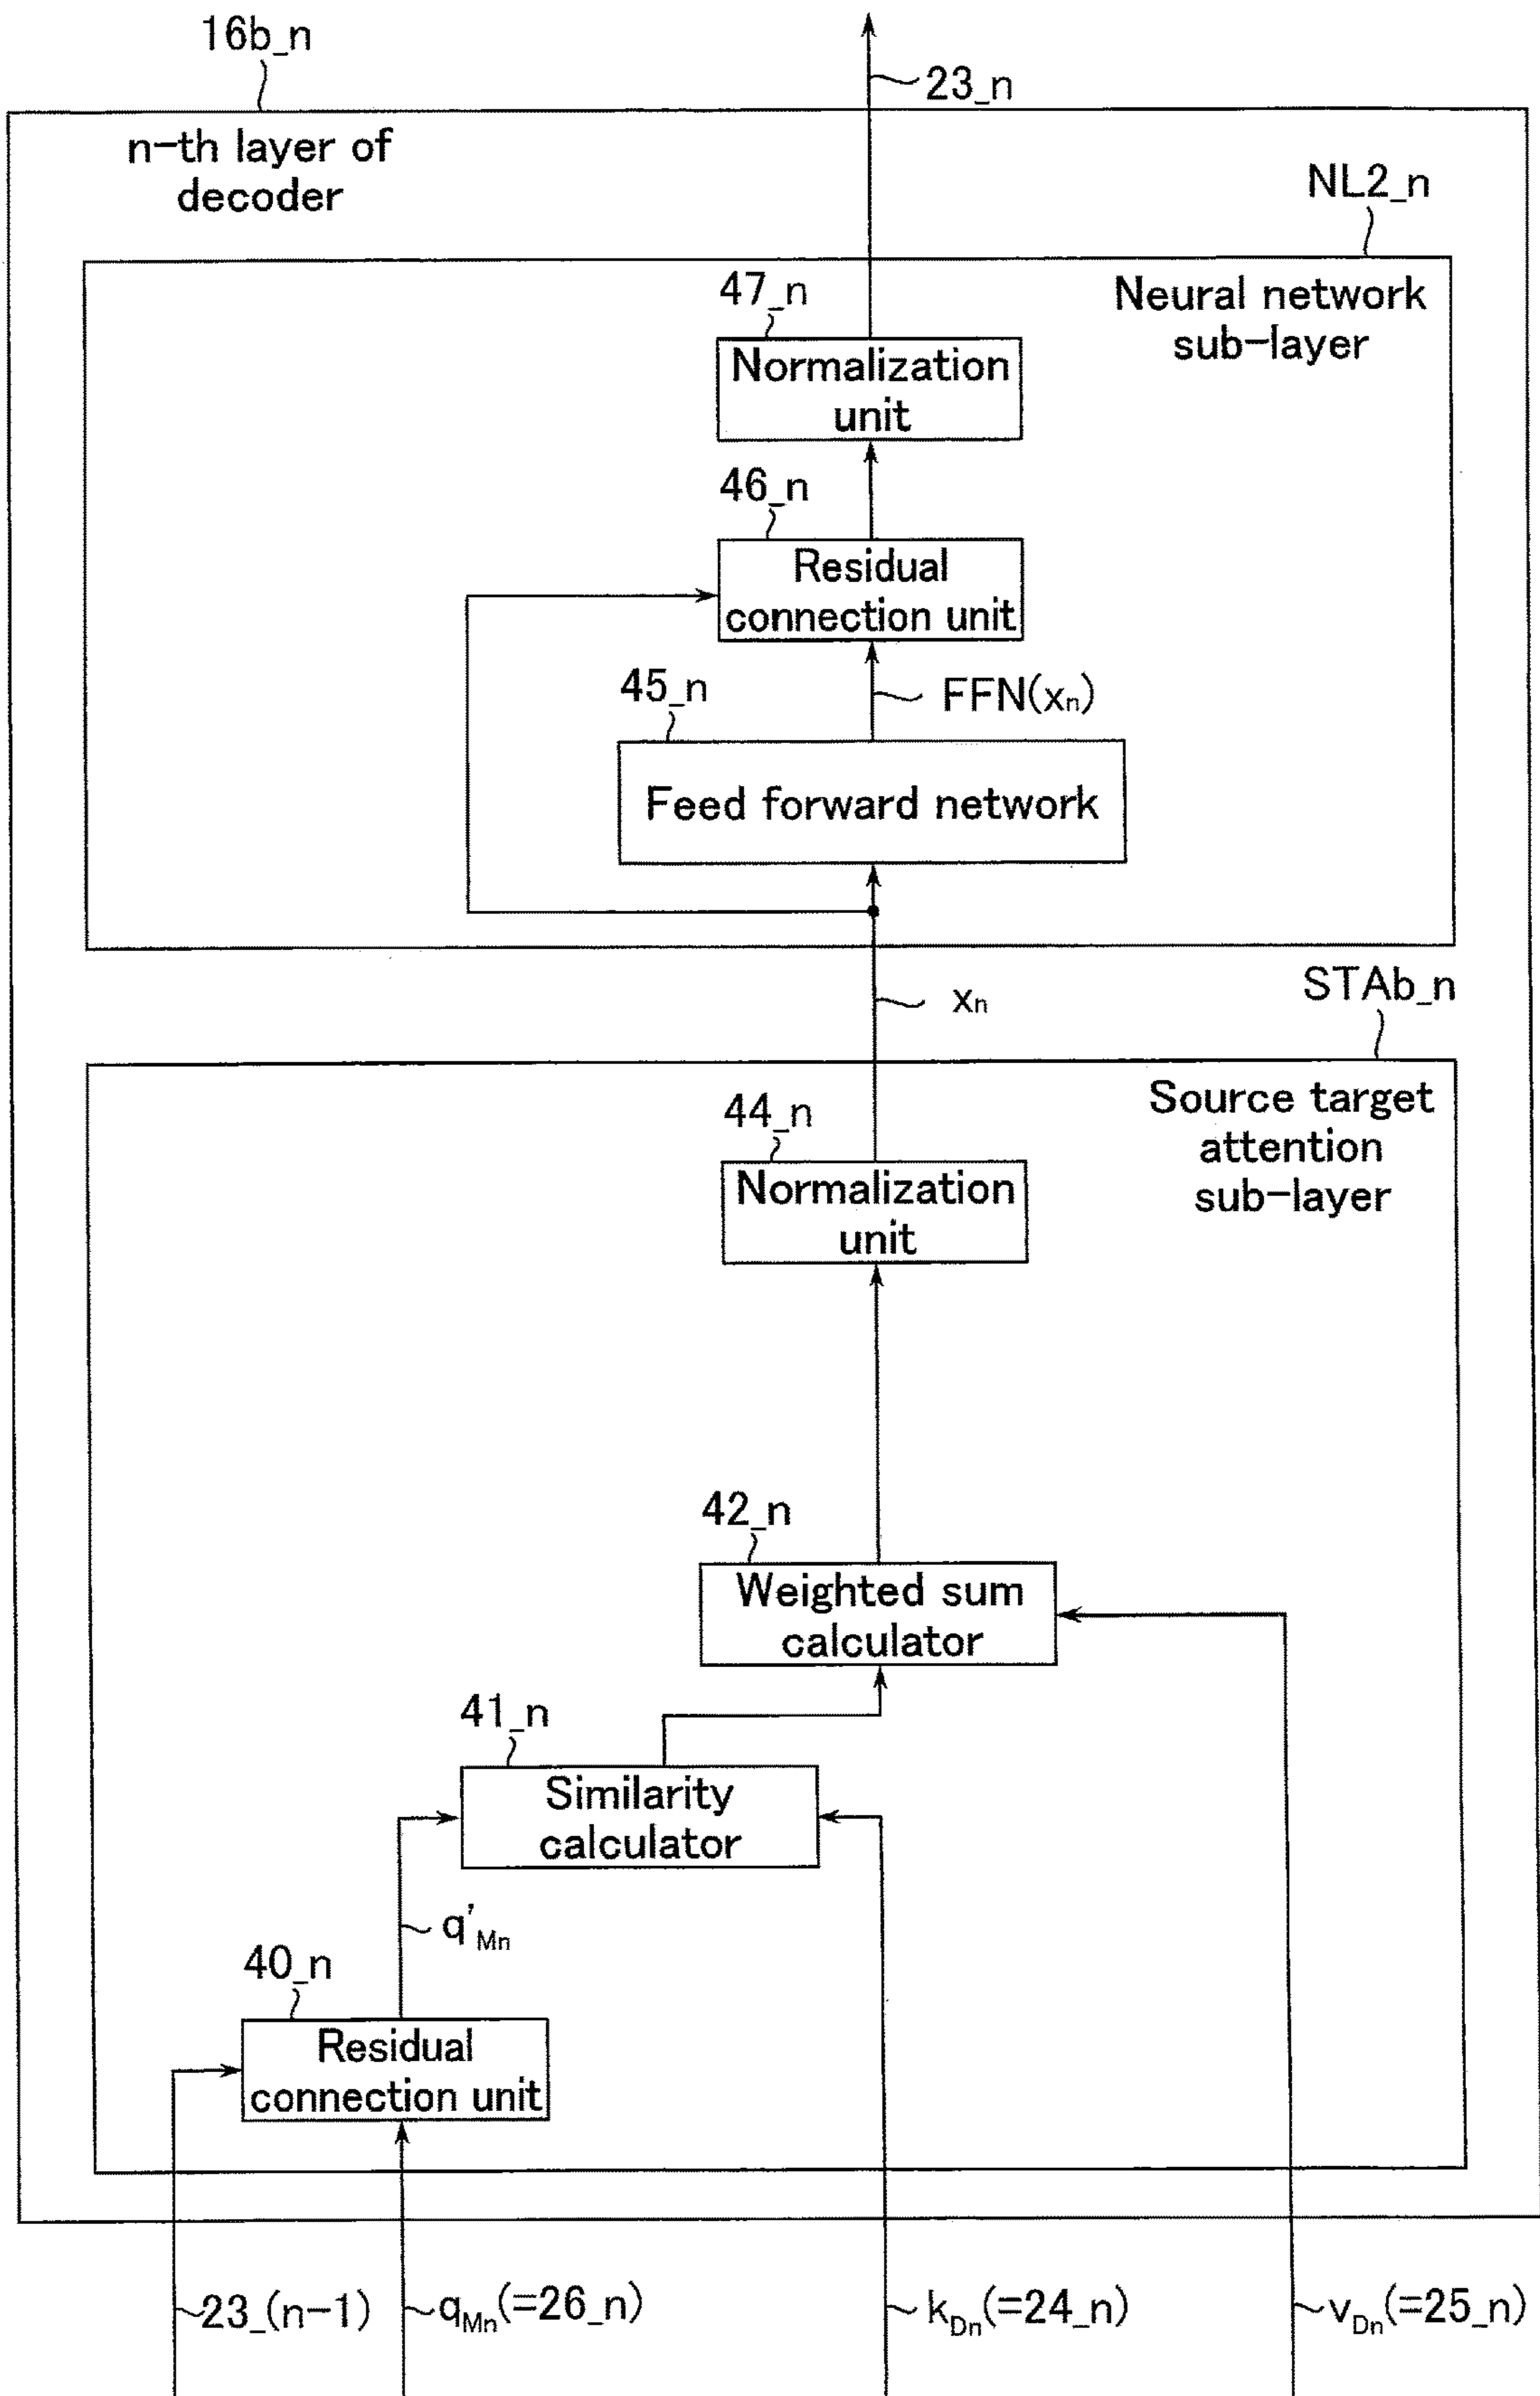 16b_n
23_n
n-th layer of
decoder
NL2_n
Neural network
sub-layer
47_n
Normalization
unit
46_n
Residual
connection unit
45_n
FFN(xn)
Feed forward network
xn
STAb_n
Source target
attention
sub-layer
44_n
Normalization
unit
42_n
Weighted sum
calculator
41_n
Similarity
calculator
q'Mn
40_n
Residual
connection unit
23_(n-1)
qMn(=26_n)
kDn(=24_n)
vDn(=25_n)